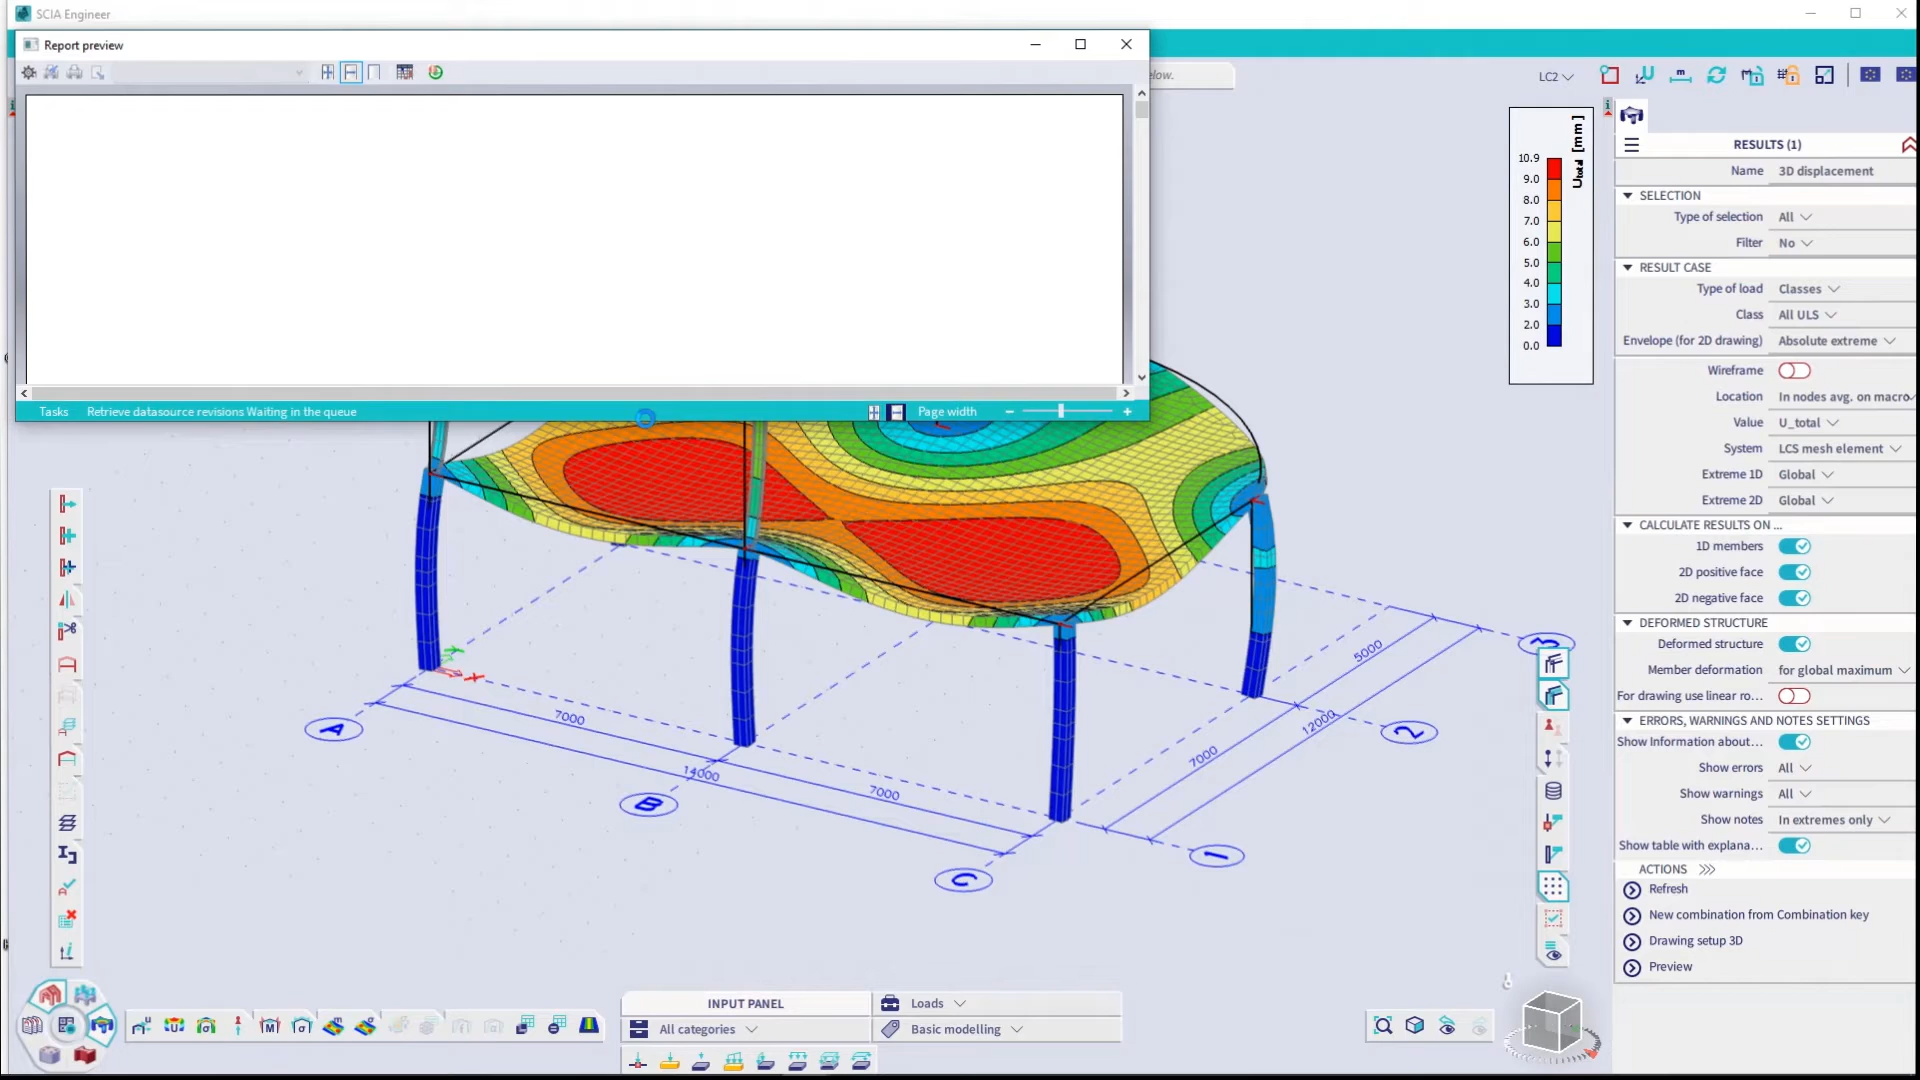 SCIA Engineer
Report preview
elow.
LC2
Tasks
Retrieve datasource revisions Waiting in the queue
Page width
Utotal [mm]
10.9
9.0
8.0
7.0
6.0
5.0
4.0
3.0
2.0
0.0
RESULTS (1)
Name 3D displacement
SELECTION
Type of selection All
Filter No
RESULT CASE
Type of load Classes
Class All ULS
Envelope (for 2D drawing) Absolute extreme
Wireframe
Location In nodes avg. on macro
Value U_total
System LCS mesh element
Extreme 1D Global
Extreme 2D Global
CALCULATE RESULTS ON ...
1D members
2D positive face
2D negative face
DEFORMED STRUCTURE
Deformed structure
Member deformation for global maximum
For drawing use linear ro...
ERRORS, WARNINGS AND NOTES SETTINGS
Show Information about...
Show errors All
Show warnings All
Show notes In extremes only
Show table with explana...
ACTIONS >>>
Refresh
New combination from Combination key
Drawing setup 3D
Preview
x
y
7000
14000
7000
7000
12000
5000
A
B
C
1
2
3
INPUT PANEL
Loads
All categories
Basic modelling